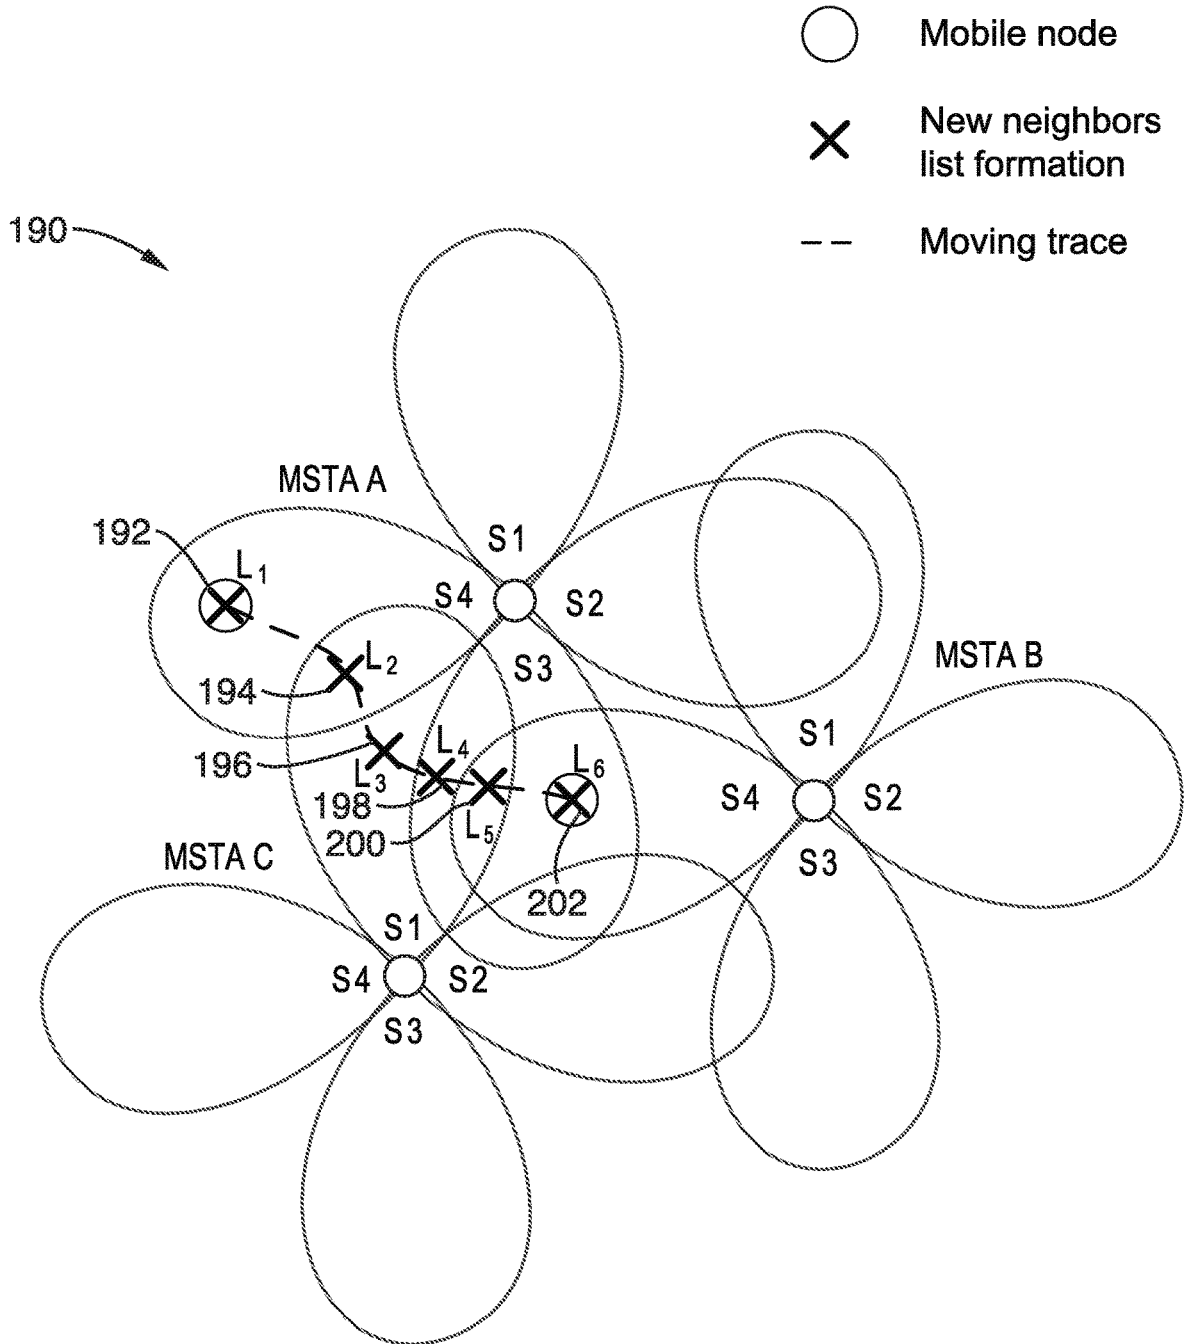 Mobile node
New neighbors
list formation
190
Moving trace
MSTA A
192
S1
L1
S4
S2
MSTA B
S3
L2
194
S1
L4
196
L6
L3
S4
S2
198
L5
200
MSTA C
S3
202
S1
S4
S2
S3